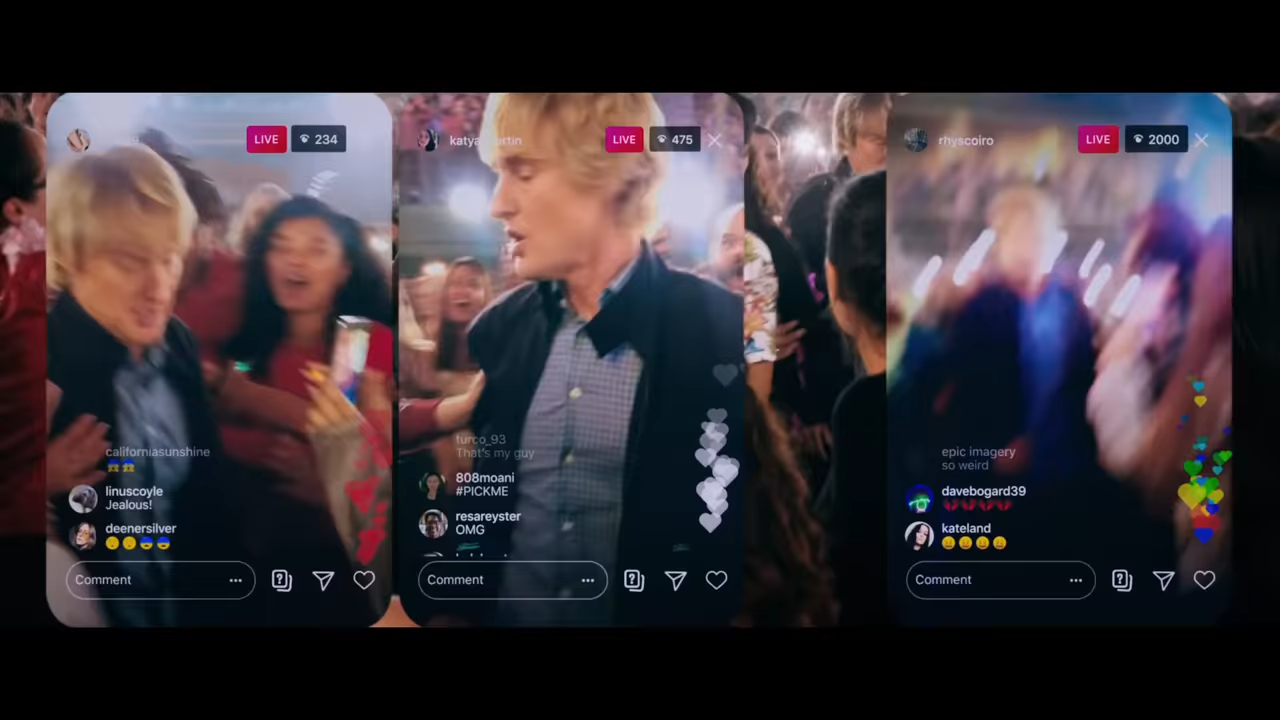 LIVE
234
californiasunshine
linuscoyle
Jealous!
deenersilver
Comment
LIVE
475
turco_93
That's my guy
808moani
#PICKME
resareyster
OMG
Comment
rhyscoiro
LIVE
2000
epic imagery
so weird
davebogard39
kateland
Comment